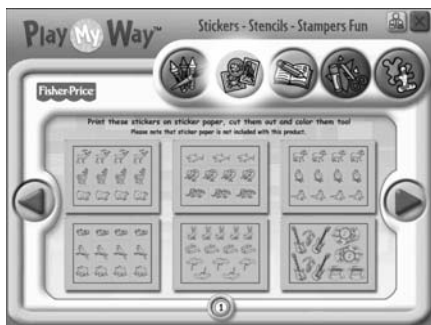 Play My Way™
Stickers - Stencils - Stampers Fun
Fisher-Price
Print these stickers on sticker paper, cut them out and color them too!
Please note that sticker paper is not included with this product.
1